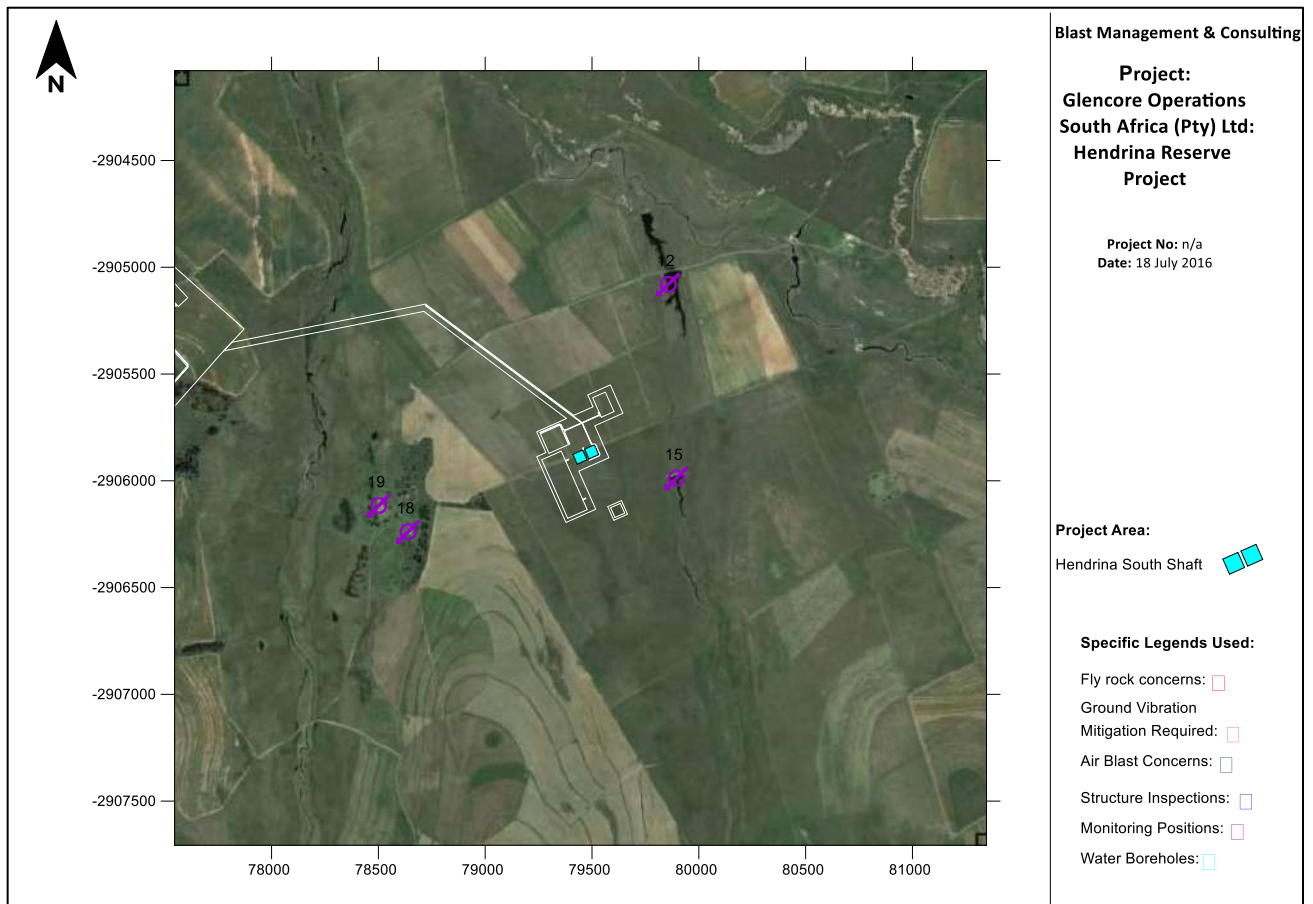 N
Blast Management & Consulting
Project:
Glencore Operations
South Africa (Pty) Ltd:
Hendrina Reserve
Project
Project No: n/a
Date: 18 July 2016
-2904500
-2905000
-2905500
-2906000
-2906500
-2907000
-2907500
12
15
19
18
78000
78500
79000
79500
80000
80500
81000
Project Area:
Hendrina South Shaft
Specific Legends Used:
Fly rock concerns:
Ground Vibration
Mitigation Required:
Air Blast Concerns:
Structure Inspections:
Monitoring Positions:
Water Boreholes: